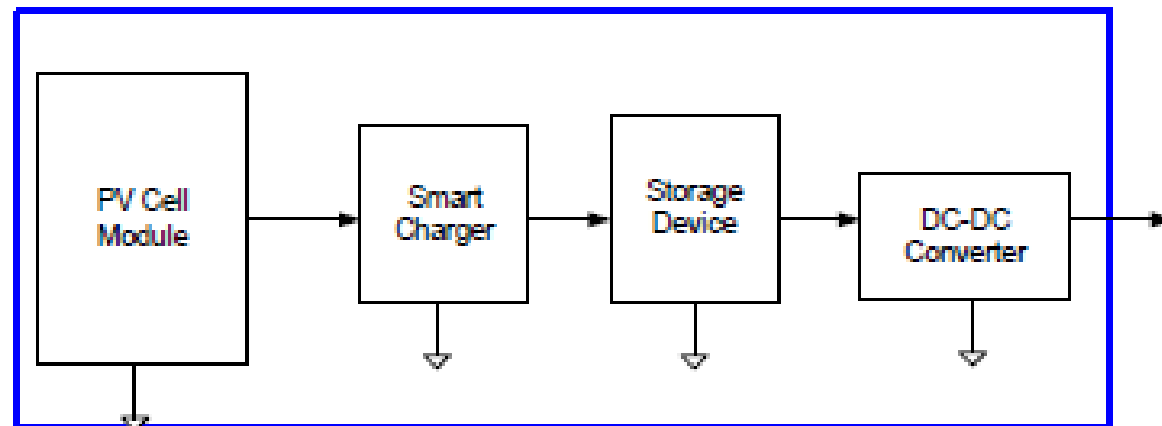 PV Cell
Module
Smart
Charger
Storage
Device
DC-DC
Converter